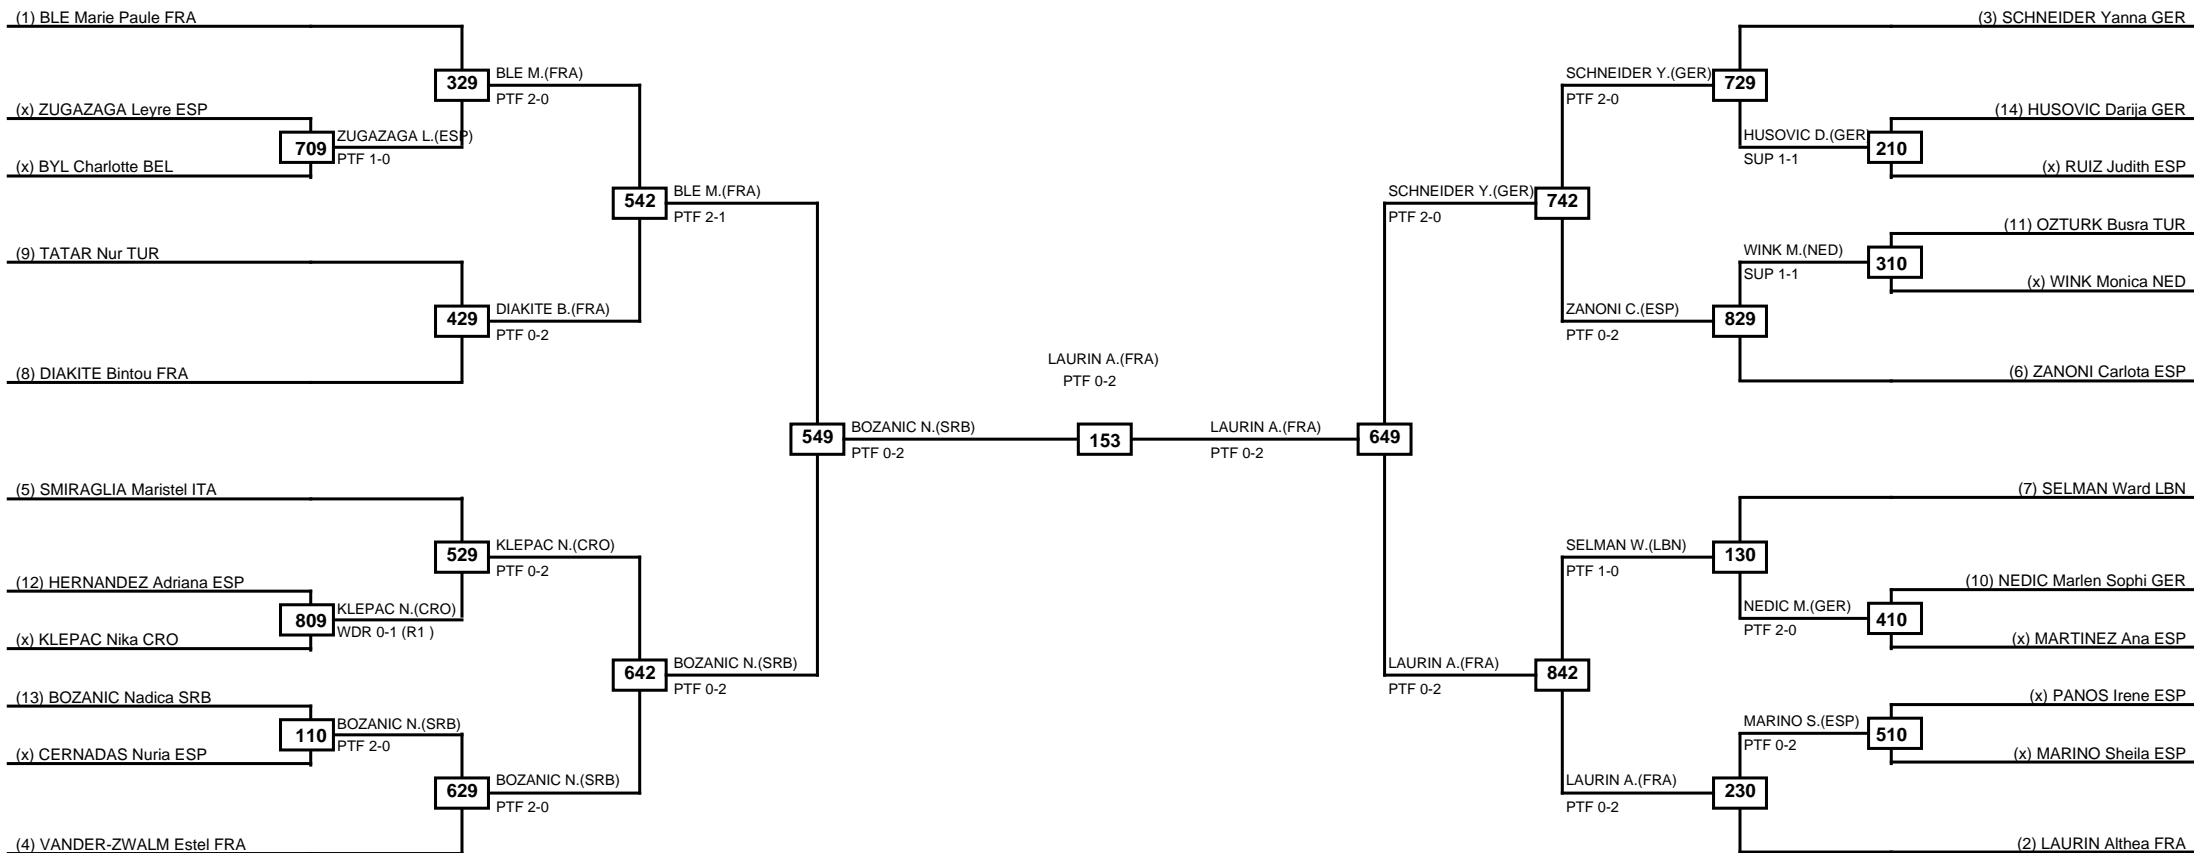 (1) BLE Marie Paule FRA
(x) ZUGAZAGA Leyre ESP
(x) BYL Charlotte BEL
(9) TATAR Nur TUR
(8) DIAKITE Bintou FRA
(5) SMIRAGLIA Maristel ITA
(12) HERNANDEZ Adriana ESP
(x) KLEPAC Nika CRO
(13) BOZANIC Nadica SRB
(x) CERNADAS Nuria ESP
(4) VANDER-ZWALM Estel FRA
709
ZUGAZAGA L.(ESP)
PTF 1-0
809
KLEPAC N.(CRO)
WDR 0-1 (R1 )
110
BOZANIC N.(SRB)
PTF 2-0
329
BLE M.(FRA)
PTF 2-0
429
DIAKITE B.(FRA)
PTF 0-2
529
KLEPAC N.(CRO)
PTF 0-2
629
BOZANIC N.(SRB)
PTF 2-0
542
BLE M.(FRA)
PTF 2-1
642
BOZANIC N.(SRB)
PTF 0-2
549
BOZANIC N.(SRB)
PTF 0-2
LAURIN A.(FRA)
PTF 0-2
153
LAURIN A.(FRA)
PTF 0-2
649
SCHNEIDER Y.(GER)
PTF 2-0
742
LAURIN A.(FRA)
PTF 0-2
842
SCHNEIDER Y.(GER)
PTF 2-0
729
ZANONI C.(ESP)
PTF 0-2
829
SELMAN W.(LBN)
PTF 1-0
130
LAURIN A.(FRA)
PTF 0-2
230
HUSOVIC D.(GER)
SUP 1-1
210
WINK M.(NED)
SUP 1-1
310
NEDIC M.(GER)
PTF 2-0
410
MARINO S.(ESP)
PTF 0-2
510
(3) SCHNEIDER Yanna GER
(14) HUSOVIC Darija GER
(x) RUIZ Judith ESP
(11) OZTURK Busra TUR
(x) WINK Monica NED
(6) ZANONI Carlota ESP
(7) SELMAN Ward LBN
(10) NEDIC Marlen Sophi GER
(x) MARTINEZ Ana ESP
(x) PANOS Irene ESP
(x) MARINO Sheila ESP
(2) LAURIN Althea FRA